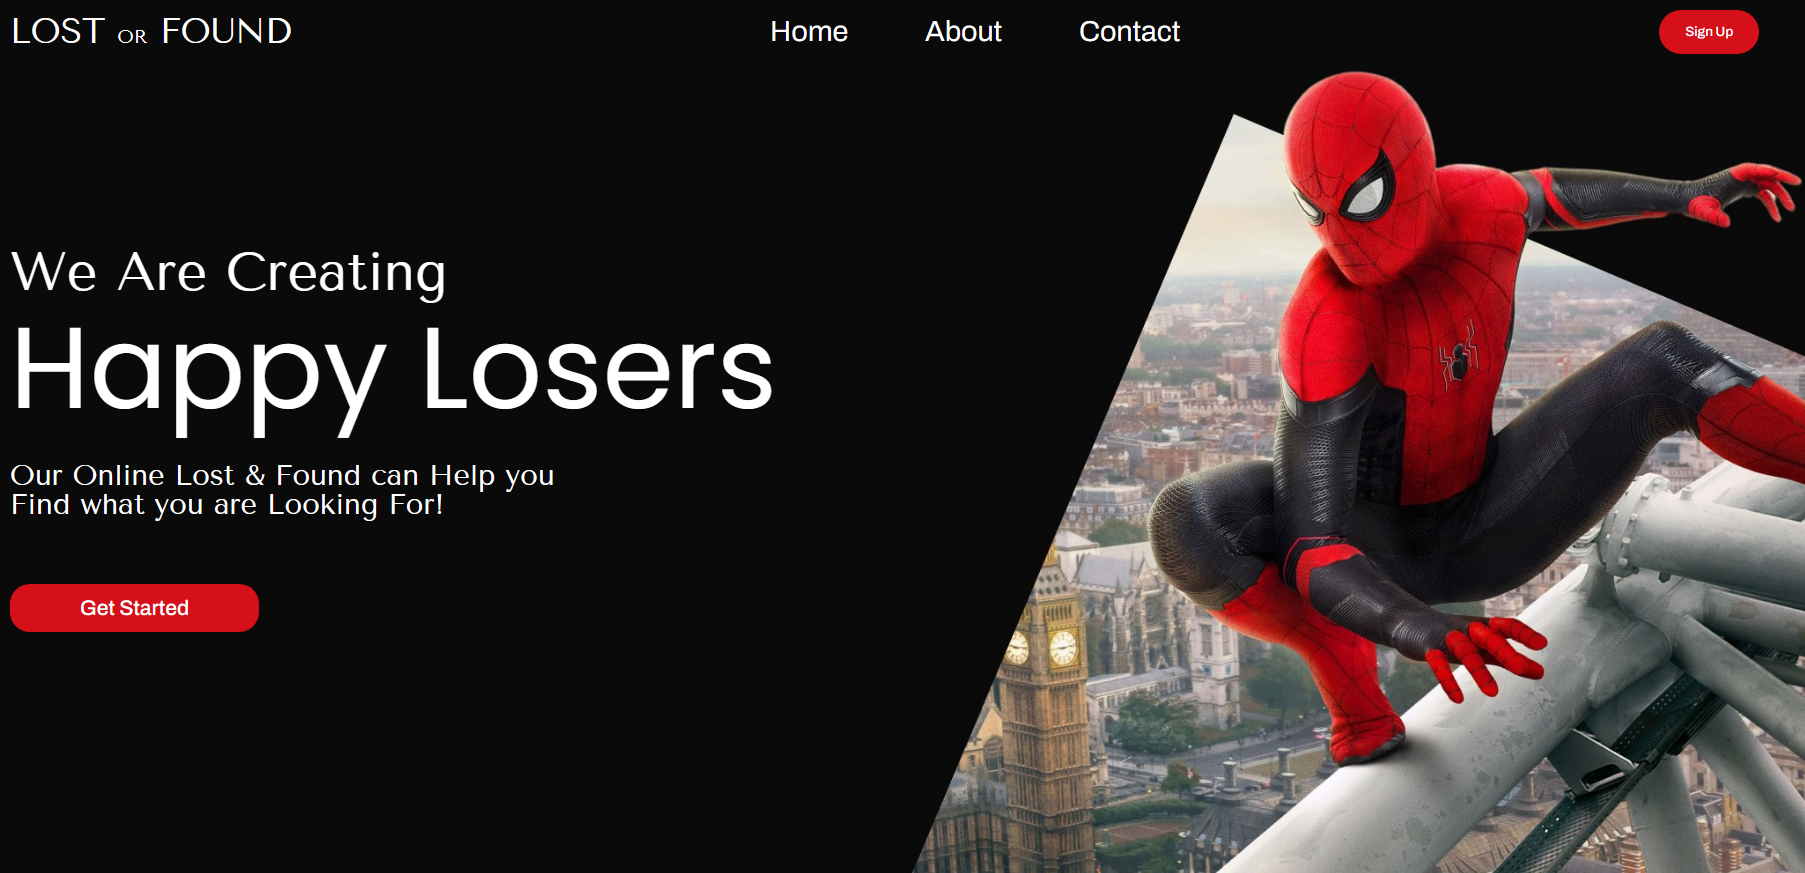 LOST OR FOUND
Home
About
Contact
Sign Up
We Are Creating
Happy Losers
Our Online Lost & Found can Help you
Find what you are Looking For!
Get Started